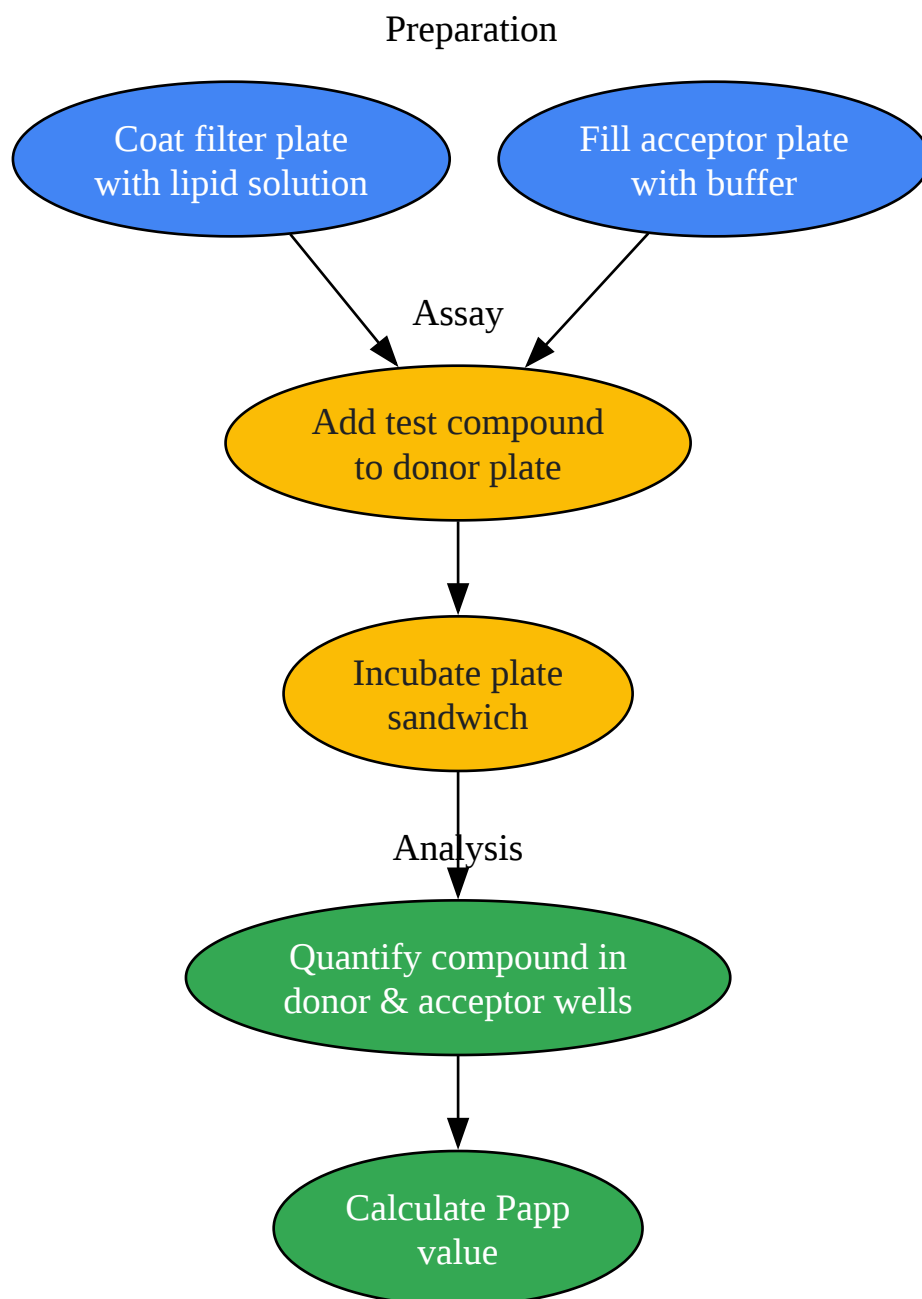 Preparation
Coat filter plate
with lipid solution
Fill acceptor plate
with buffer
Assay
Add test compound
to donor plate
Incubate plate
sandwich
Analysis
Quantify compound in
donor & acceptor wells
Calculate Papp
value